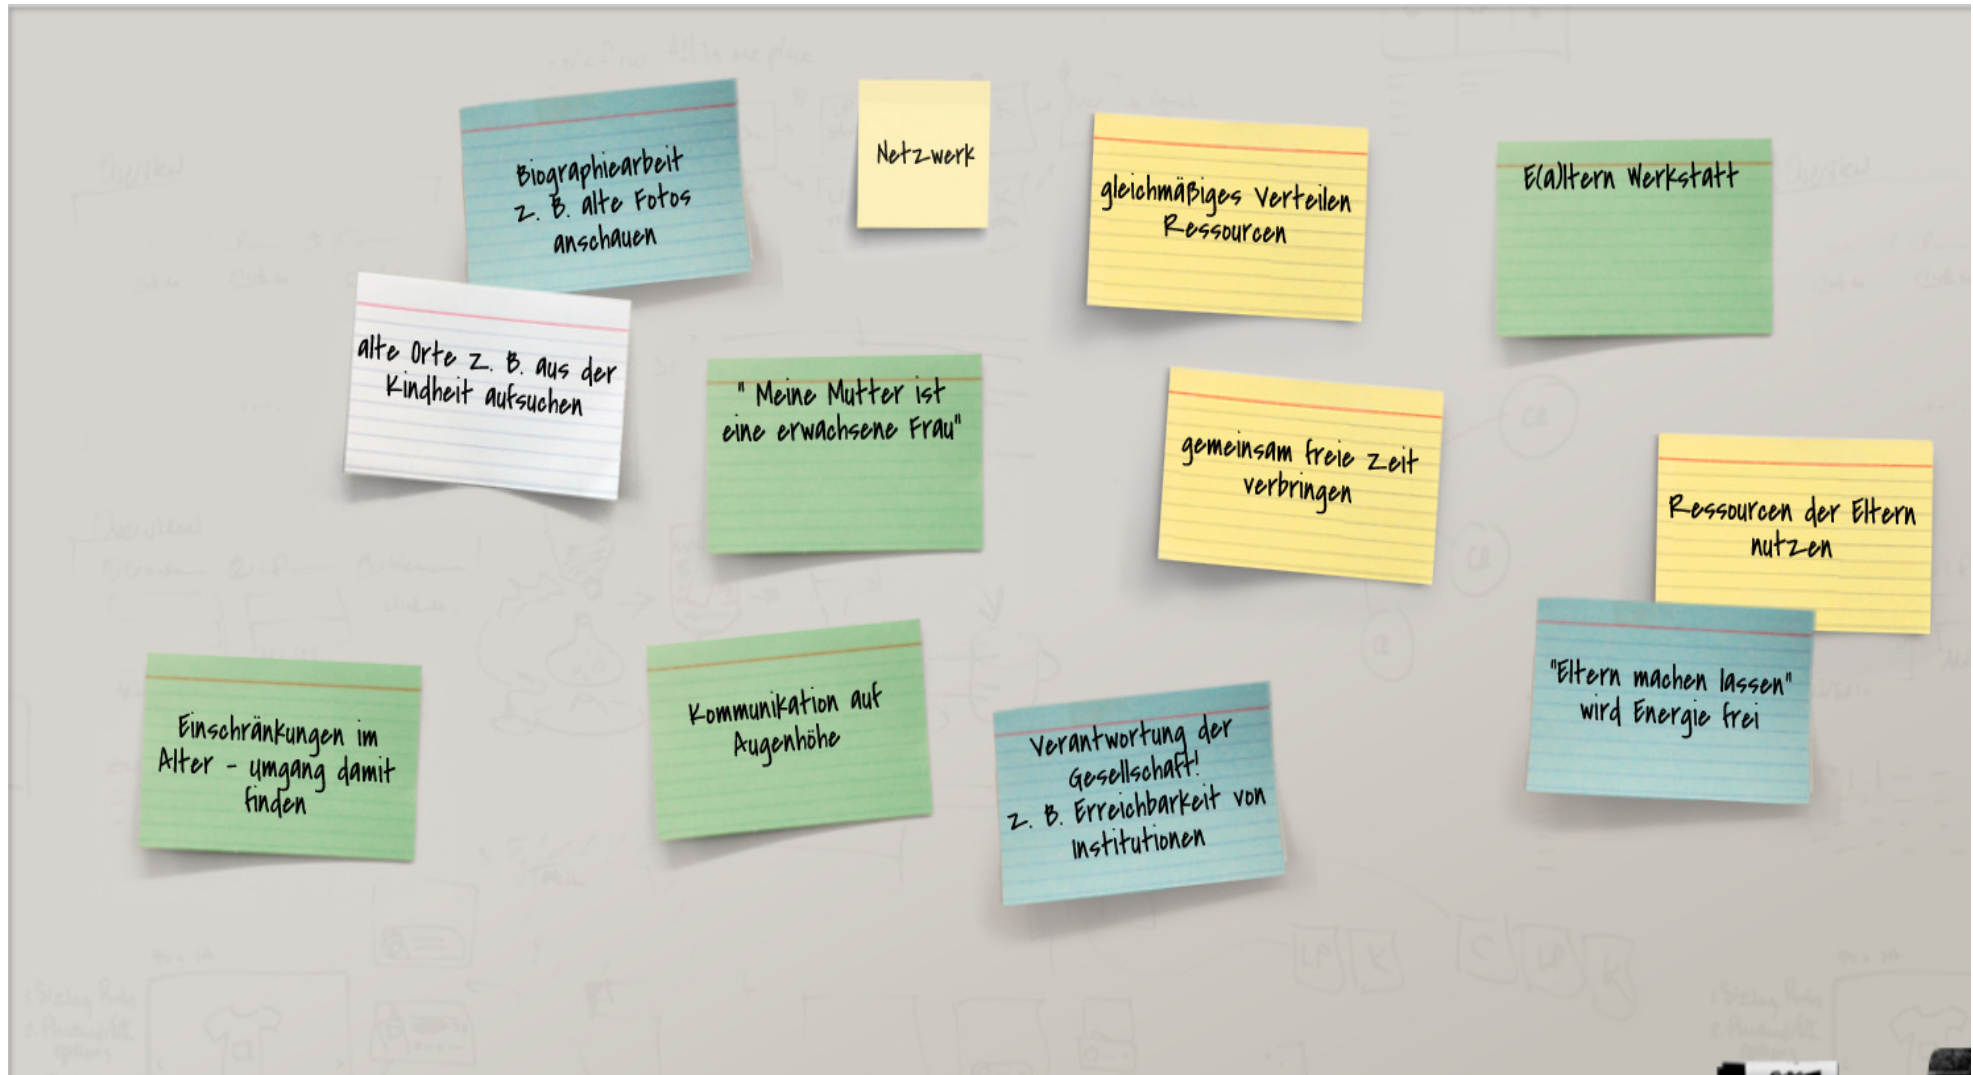 Biographiearbeit
z. B. alte Fotos
anschauen
Netzwerk
gleichmäßiges Verteilen
Ressourcen
E(a)ltern Werkstatt
alte Orte z. B. aus der
Kindheit aufsuchen
" Meine Mutter ist
eine erwachsene Frau"
gemeinsam freie Zeit
verbringen
Ressourcen der Eltern
nutzen
"Eltern machen lassen"
wird Energie frei
Einschränkungen im
Alter - umgang damit
finden
Kommunikation auf
Augenhöhe
Verantwortung der
Gesellschaft!
z. B. Erreichbarkeit von
Institutionen